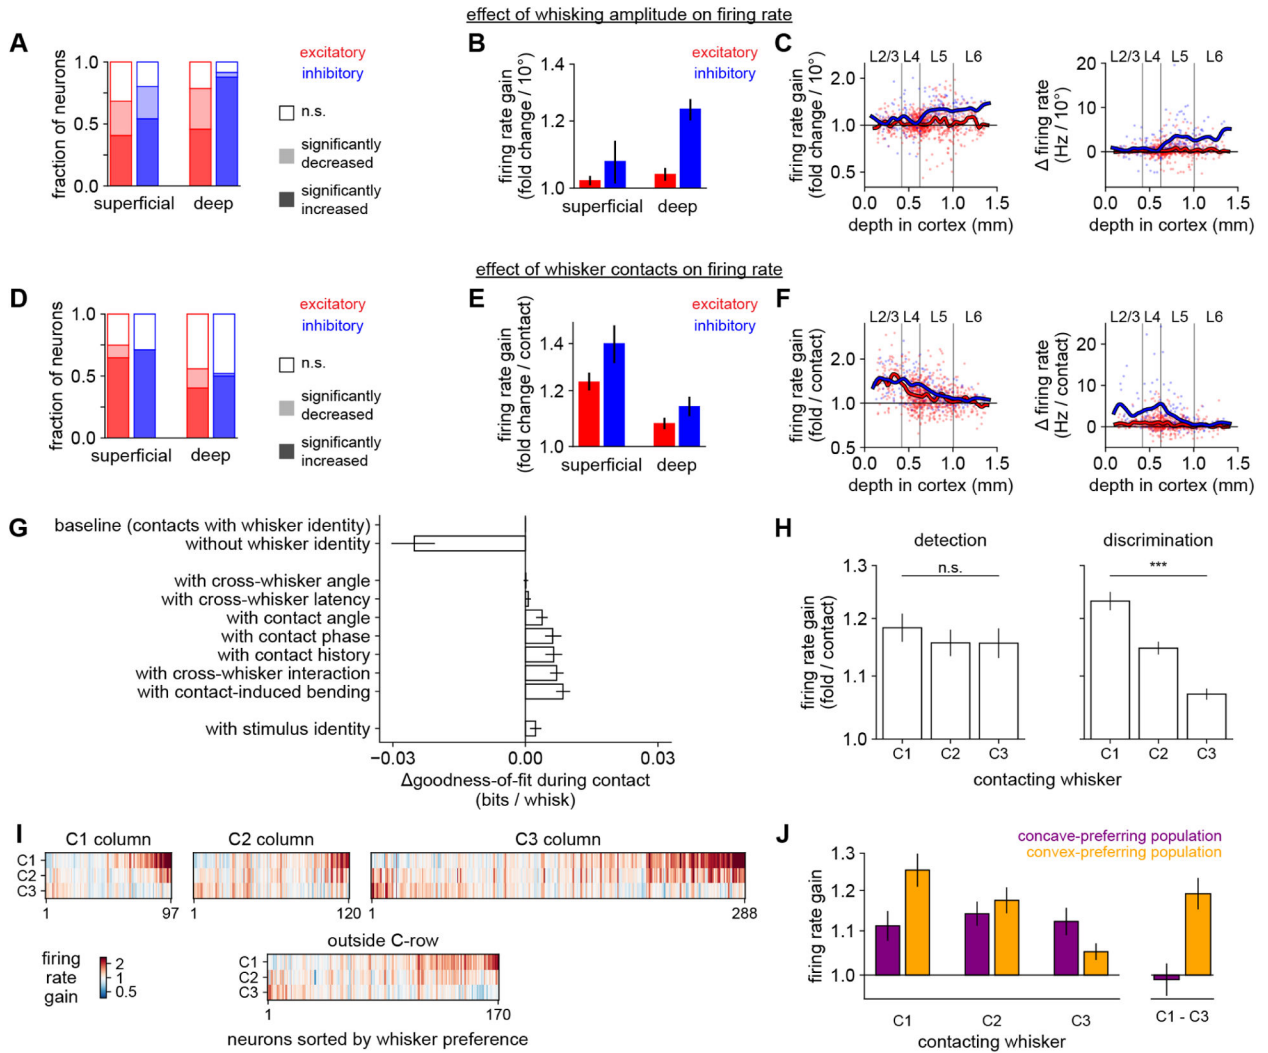 effect of whisking amplitude on firing rate
A
fraction of neurons
1.0
0.5
0.0
superficial
deep
excitatory
inhibitory
n.s.
significantly
decreased
significantly
increased
B
firing rate gain
(fold change / 10°)
1.4
1.2
1.0
superficial
deep
excitatory
inhibitory
C
firing rate gain
(fold change / 10°)
L2/3 L4 L5 L6
2.0
1.0
0.5
0.0 0.5 1.0 1.5
depth in cortex (mm)
Δ firing rate
(Hz / 10°)
L2/3 L4 L5 L6
20
10
0
0.0 0.5 1.0 1.5
depth in cortex (mm)
effect of whisker contacts on firing rate
D
fraction of neurons
1.0
0.5
0.0
superficial
deep
excitatory
inhibitory
n.s.
significantly
decreased
significantly
increased
E
firing rate gain
(fold change / contact)
1.4
1.2
1.0
superficial
deep
excitatory
inhibitory
F
firing rate gain
(fold / contact)
L2/3 L4 L5 L6
2.0
1.0
0.5
0.0 0.5 1.0 1.5
depth in cortex (mm)
Δ firing rate
(Hz / contact)
L2/3 L4 L5 L6
20
10
0
0.0 0.5 1.0 1.5
depth in cortex (mm)
G
baseline (contacts with whisker identity)
without whisker identity
with cross-whisker angle
with cross-whisker latency
with contact angle
with contact phase
with contact history
with cross-whisker interaction
with contact-induced bending
with stimulus identity
−0.03 0.00 0.03
Δgoodness-of-fit during contact
(bits / whisk)
H
detection
discrimination
firing rate gain
(fold / contact)
1.3
1.2
1.1
1.0
n.s.
***
C1 C2 C3
C1 C2 C3
contacting whisker
I
C1 column
C2 column
C3 column
C1
C2
C3
1 97
1 120
1 288
outside C-row
C1
C2
C3
1 170
firing
rate
gain
2
1
0.5
neurons sorted by whisker preference
J
concave-preferring population
convex-preferring population
firing rate gain
1.3
1.2
1.1
1.0
C1 C2 C3
C1 - C3
contacting whisker